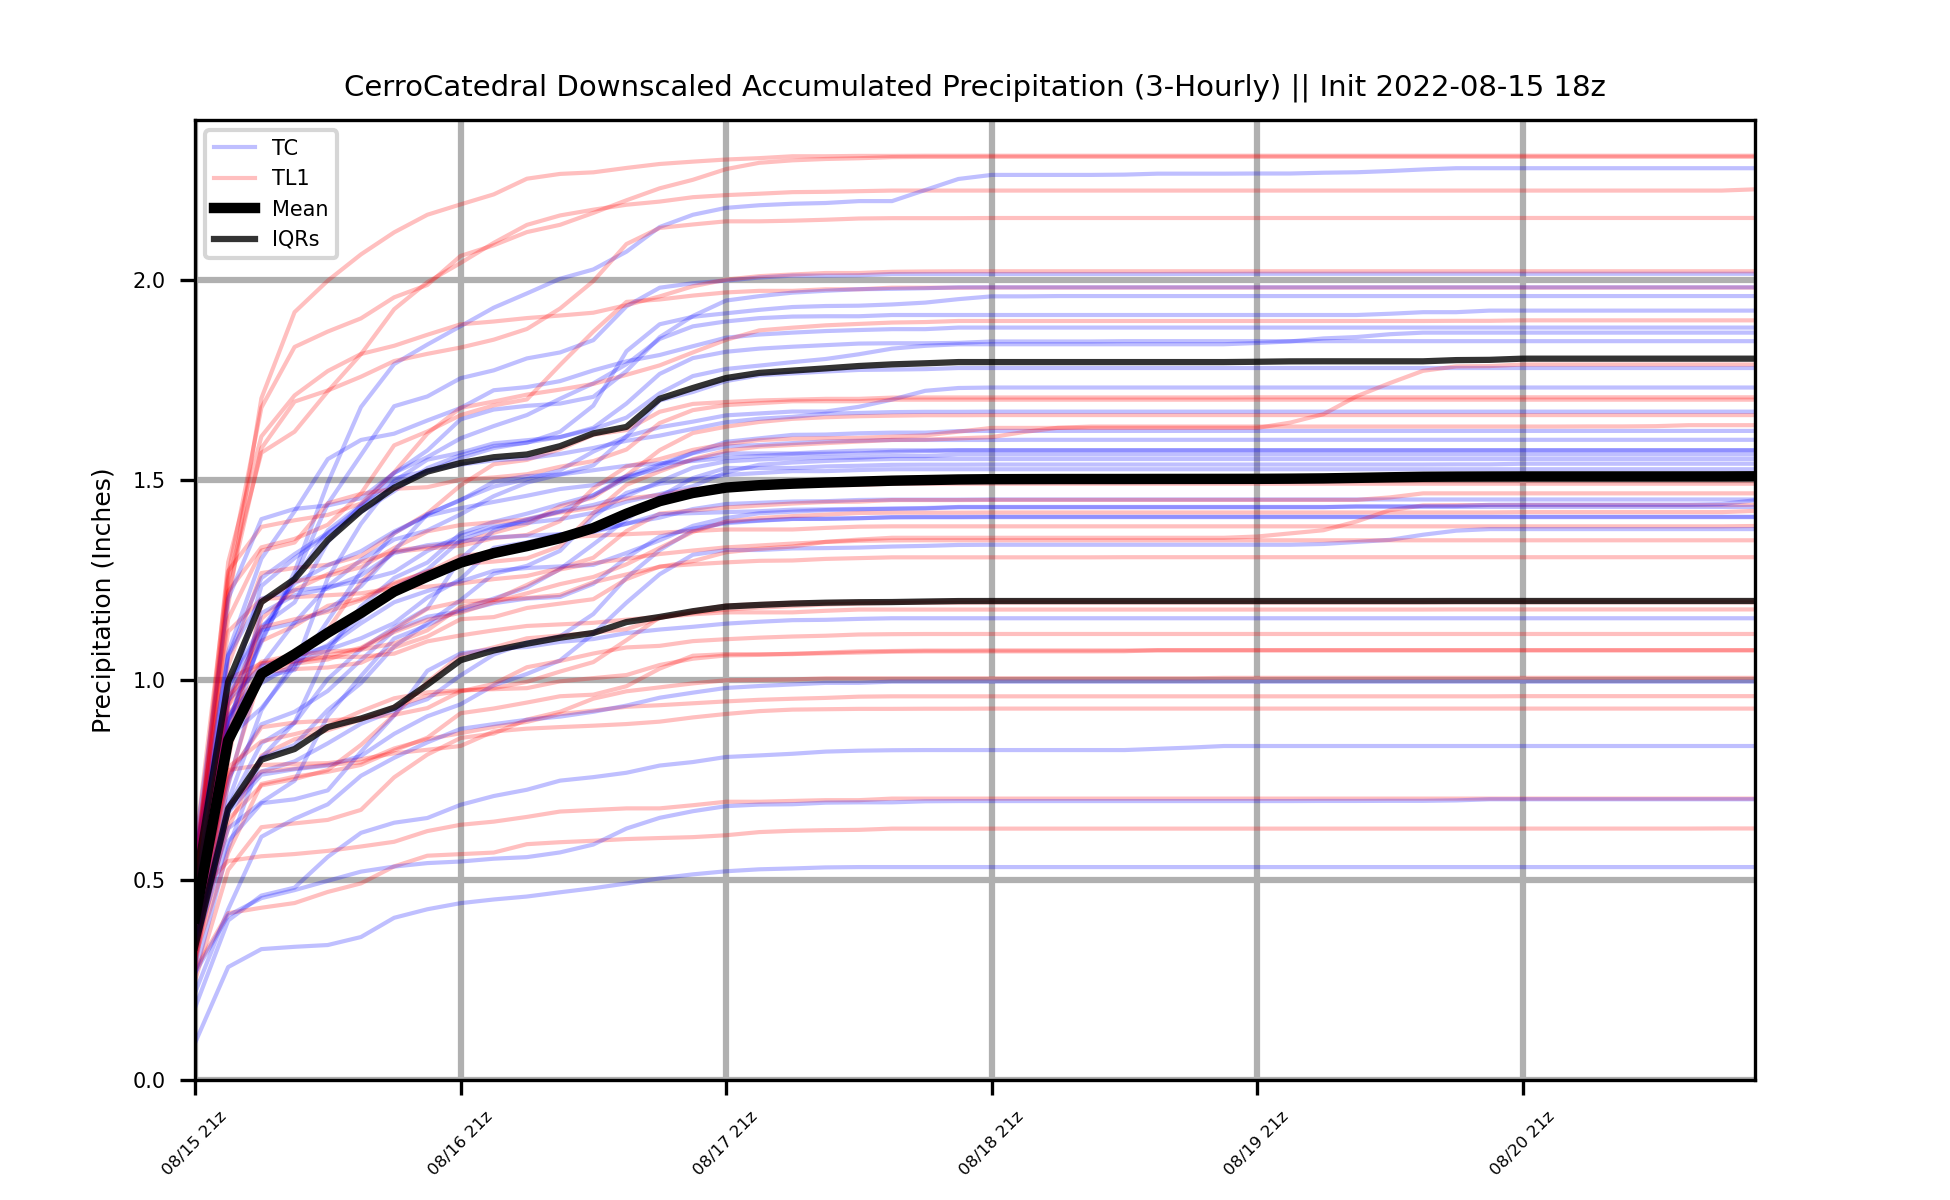 CerroCatedral Downscaled Accumulated Precipitation (3-Hourly) || Init 2022-08-15 18z
TC
TL1
Mean
IQRs
Precipitation (Inches)
2.0
1.5
1.0
0.5
0.0
08/15 21z
08/16 21z
08/17 21z
08/18 21z
08/19 21z
08/20 21z